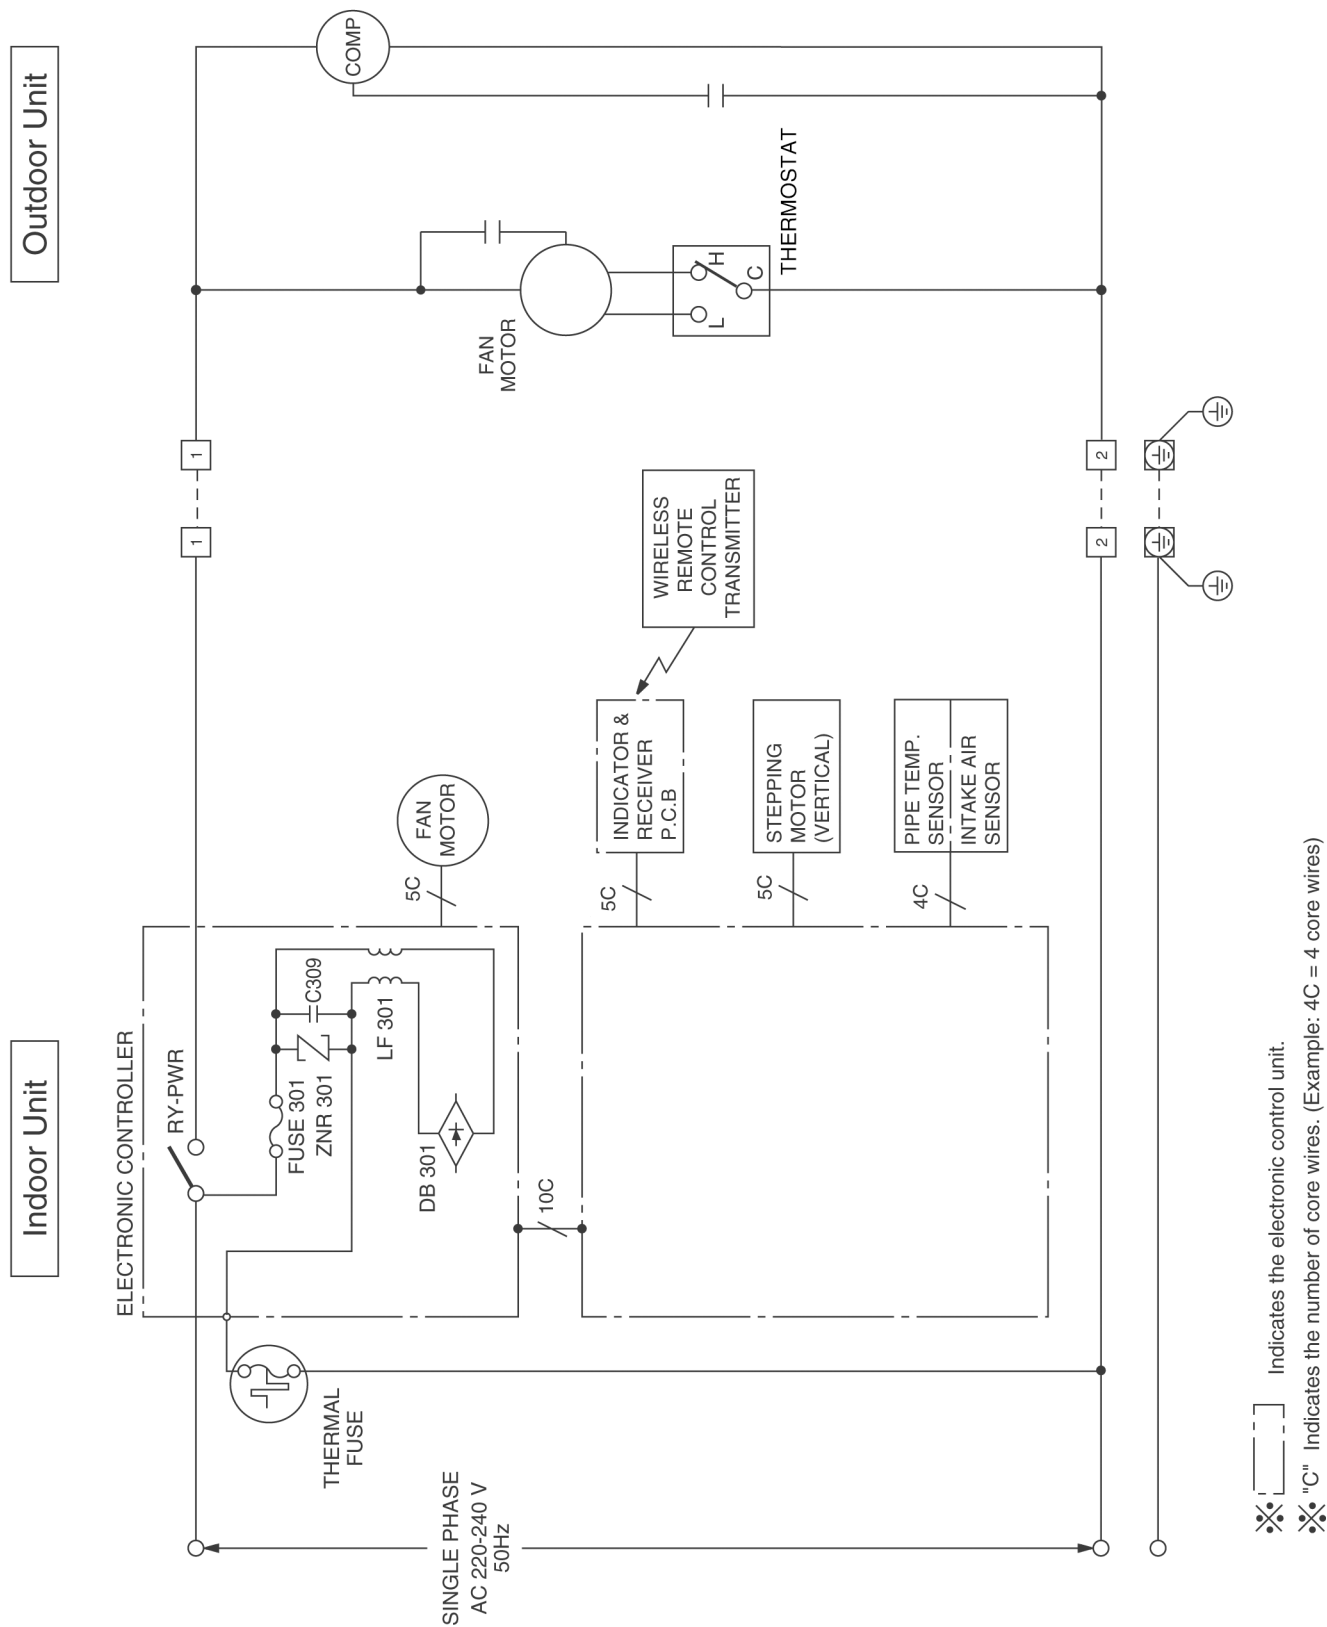 Indoor Unit
Outdoor Unit
ELECTRONIC CONTROLLER
RY-PWR
FUSE 301
ZNR 301
C309
LF 301
DB 301
THERMAL
FUSE
SINGLE PHASE
AC 220-240 V
50Hz
10C
5C
FAN
MOTOR
5C
INDICATOR &
RECEIVER
P.C.B
5C
STEPPING
MOTOR
(VERTICAL)
4C
PIPE TEMP.
SENSOR
INTAKE AIR
SENSOR
WIRELESS
REMOTE
CONTROL
TRANSMITTER
1
1
2
2
FAN
MOTOR
L
H
C
THERMOSTAT
COMP
※ Indicates the electronic control unit.
※ "C" Indicates the number of core wires. (Example: 4C = 4 core wires)